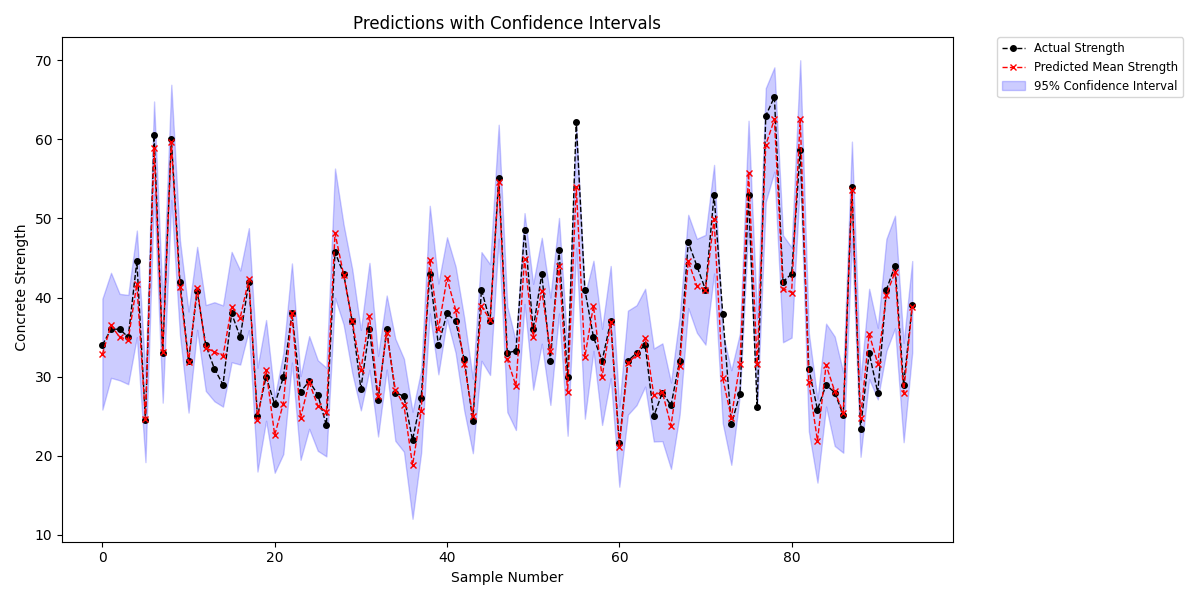 Predictions with Confidence Intervals
Actual Strength
Predicted Mean Strength
95% Confidence Interval
Concrete Strength
70
60
50
40
30
20
10
0
20
40
60
80
Sample Number